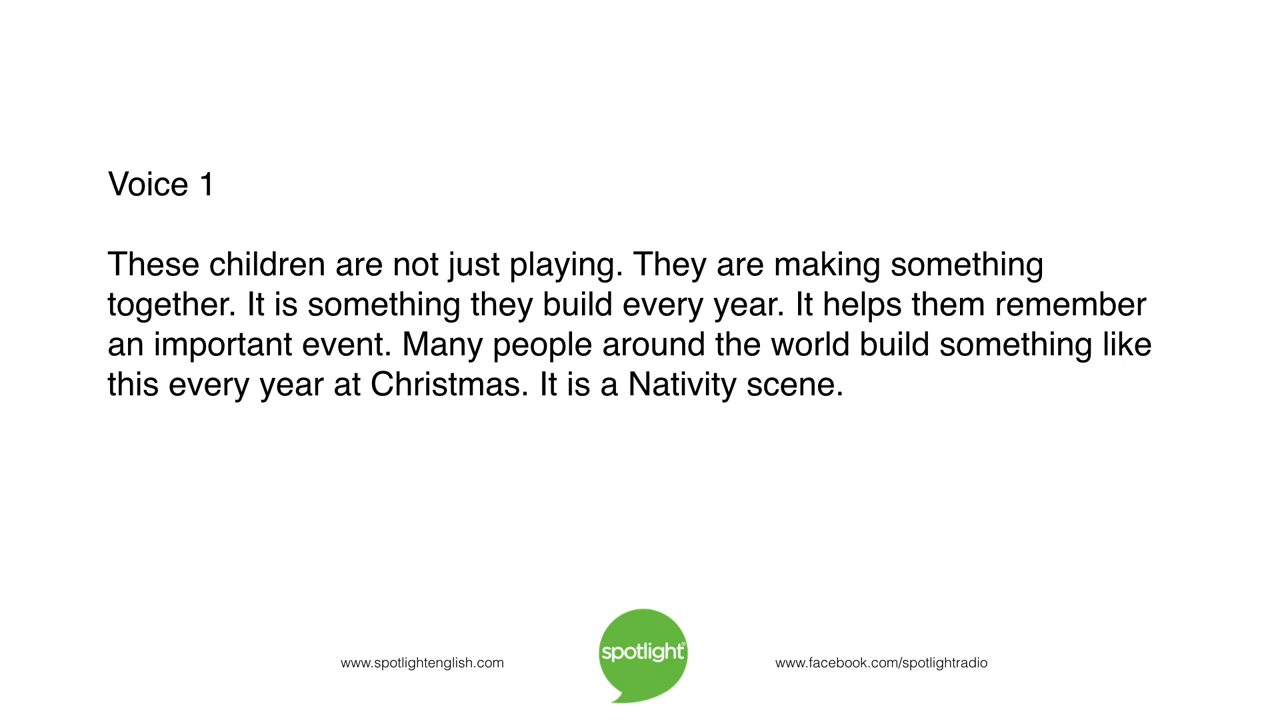 Voice 1
These children are not just playing. They are making something
together. It is something they build every year. It helps them remember
an important event. Many people around the world build something like
this every year at Christmas. It is a Nativity scene.
www.spotlightenglish.com
spotlight®
www.facebook.com/spotlightradio